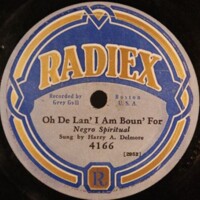 RADIEX
Recorded by
Grey Gull
Boston
U.S.A.
Oh De Lan' I Am Boun' For
Negro Spiritual
Sung by Harry A. Delmore
4166
R